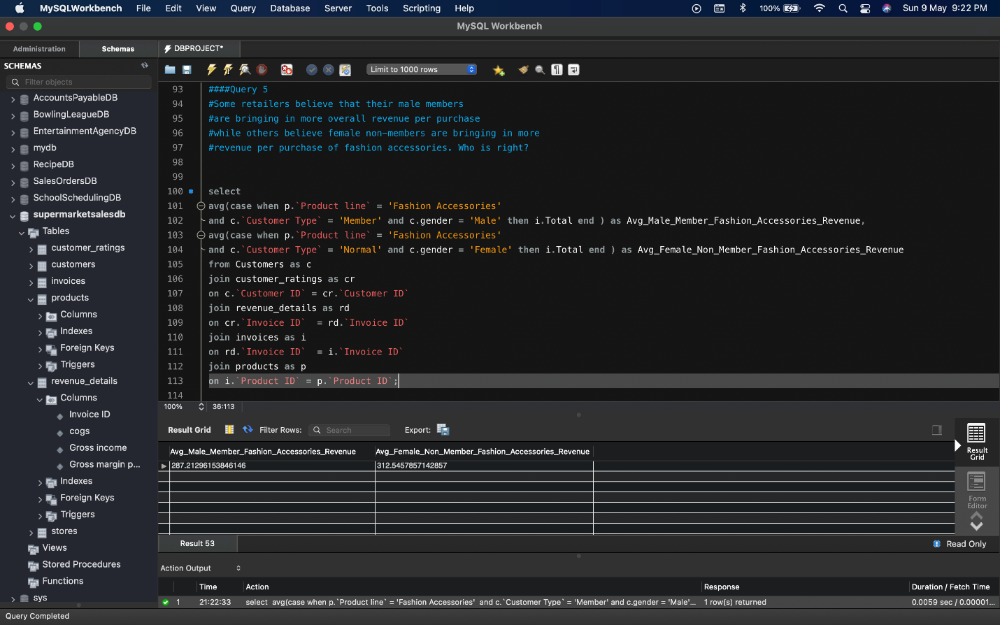 MySQLWorkbench File Edit View Query Database Server Tools Scripting Help 100% Sun 9 May 9:22 PM
MySQL Workbench
Administration Schemas DBPROJECT*
SCHEMAS
Filter objects
Limit to 1000 rows
AccountsPayableDB
BowlingLeagueDB
EntertainmentAgencyDB
mydb
RecipeDB
SalesOrdersDB
SchoolSchedulingDB
supermarketsalesdb
Tables
customer_ratings
customers
invoices
products
Columns
Indexes
Foreign Keys
Triggers
revenue_details
Columns
Invoice ID
cogs
Gross income
Gross margin p...
Indexes
Foreign Keys
Triggers
stores
Views
Stored Procedures
Functions
sys
93 ####Query 5
94 #Some retailers believe that their male members
95 #are bringing in more overall revenue per purchase
96 #while others believe female non-members are bringing in more
97 #revenue per purchase of fashion accessories. Who is right?
98
99
100 select
101 avg(case when p.`Product line` = 'Fashion Accessories'
102 and c.`Customer Type` = 'Member' and c.gender = 'Male' then i.Total end ) as Avg_Male_Member_Fashion_Accessories_Revenue,
103 avg(case when p.`Product line` = 'Fashion Accessories'
104 and c.`Customer Type` = 'Normal' and c.gender = 'Female' then i.Total end ) as Avg_Female_Non_Member_Fashion_Accessories_Revenue
105 from Customers as c
106 join customer_ratings as cr
107 on c.`Customer ID` = cr.`Customer ID`
108 join revenue_details as rd
109 on cr.`Invoice ID` = rd.`Invoice ID`
110 join invoices as i
111 on rd.`Invoice ID` = i.`Invoice ID`
112 join products as p
113 on i.`Product ID` = p.`Product ID`;
114
100% 36:113
Result Grid Filter Rows: Search Export:
Avg_Male_Member_Fashion_Accessories_Revenue Avg_Female_Non_Member_Fashion_Accessories_Revenue
287.21296153846146 312.5457857142857
Result
Grid
Form
Editor
Result 53 Read Only
Action Output
Time Action Response Duration / Fetch Time
1 21:22:33 select avg(case when p.`Product line` = 'Fashion Accessories' and c.`Customer Type` = 'Member' and c.gender = 'Male'... 1 row(s) returned 0.0059 sec / 0.00001...
Query Completed